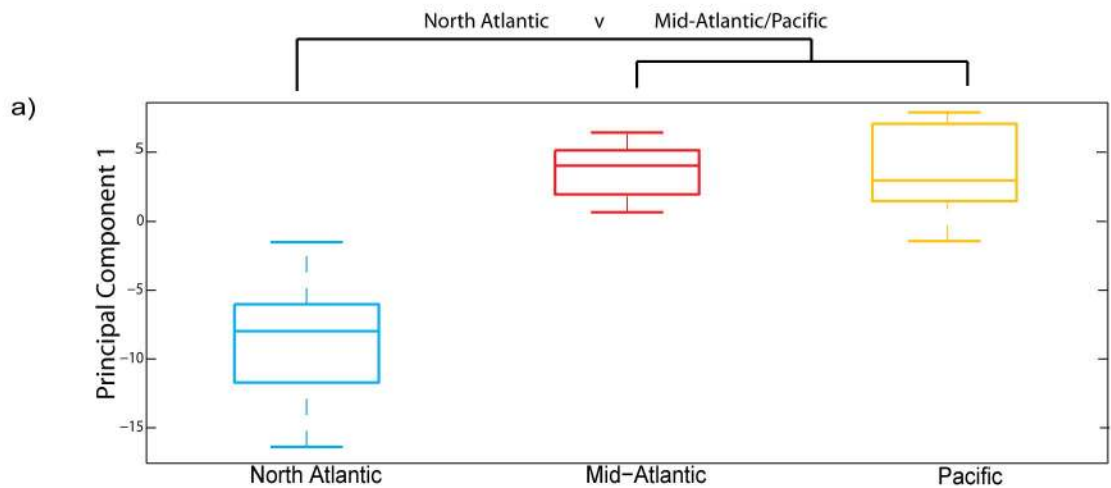 North Atlantic v Mid-Atlantic/Pacific
a)
Principal Component 1
5
0
−5
−10
−15
North Atlantic Mid−Atlantic Pacific